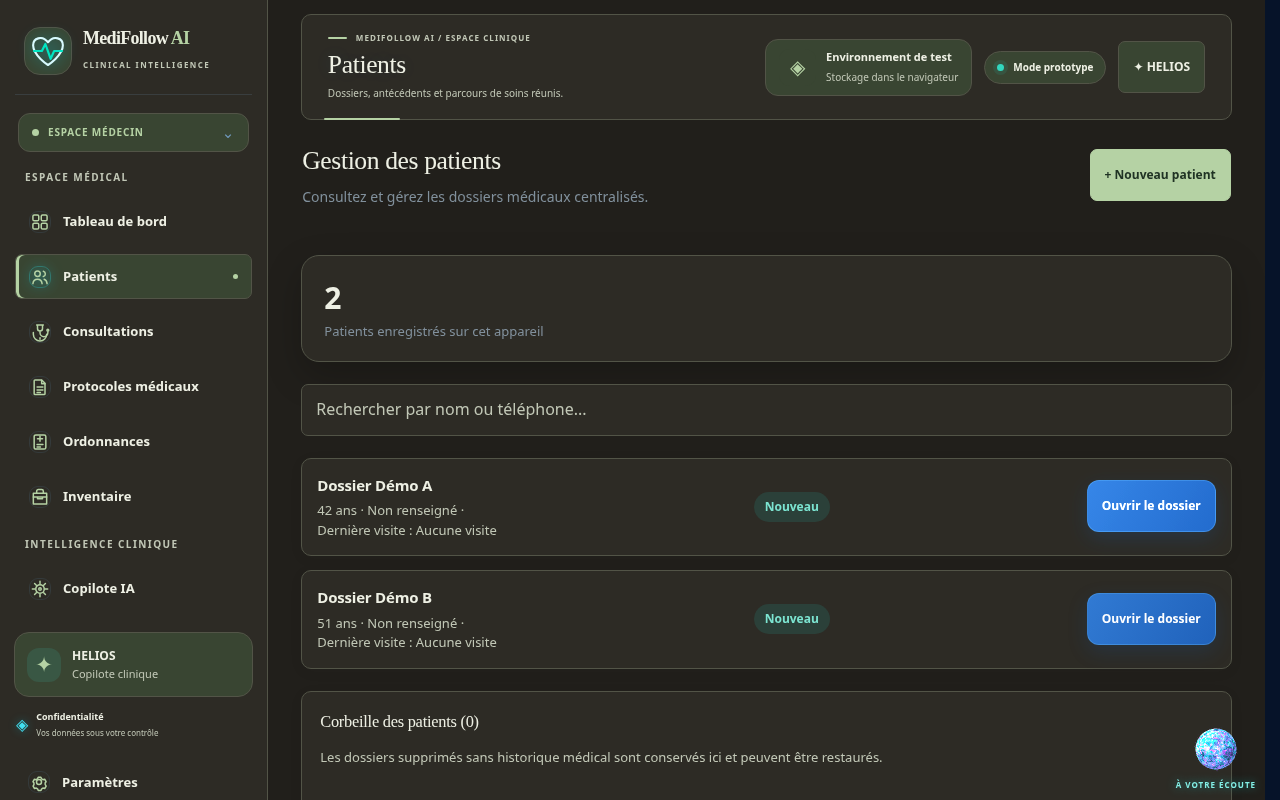 MediFollow AI
CLINICAL INTELLIGENCE
ESPACE MÉDECIN
ESPACE MÉDICAL
Tableau de bord
Patients
Consultations
Protocoles médicaux
Ordonnances
Inventaire
INTELLIGENCE CLINIQUE
Copilote IA
HELIOS
Copilote clinique
Confidentialité
Vos données sous votre contrôle
Paramètres
MEDIFOLLOW AI / ESPACE CLINIQUE
Patients
Dossiers, antécédents et parcours de soins réunis.
Environnement de test
Stockage dans le navigateur
Mode prototype
✦ HELIOS
Gestion des patients
Consultez et gérez les dossiers médicaux centralisés.
+ Nouveau patient
2
Patients enregistrés sur cet appareil
Rechercher par nom ou téléphone...
Dossier Démo A
42 ans · Non renseigné ·
Dernière visite : Aucune visite
Nouveau
Ouvrir le dossier
Dossier Démo B
51 ans · Non renseigné ·
Dernière visite : Aucune visite
Nouveau
Ouvrir le dossier
Corbeille des patients (0)
Les dossiers supprimés sans historique médical sont conservés ici et peuvent être restaurés.
À VOTRE ÉCOUTE